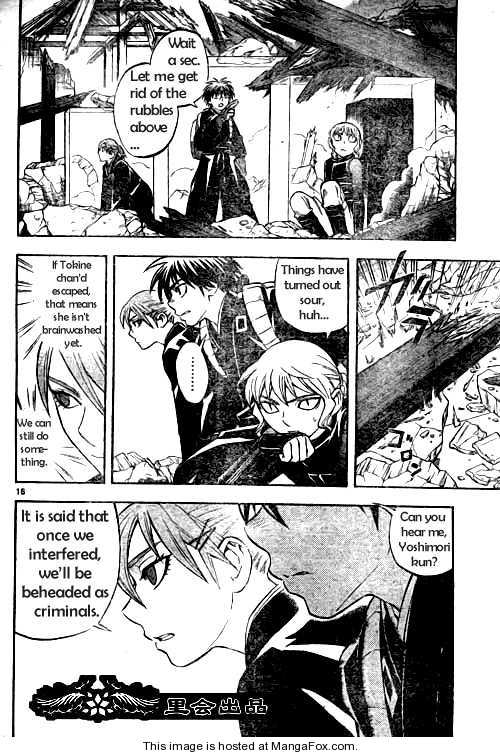 Wait
a sec.
Let me get
rid of the
rubbles
above
...
Things have
turned out
sour,
huh...
.........
If Tokine
chan'd
escaped,
that means
she isn't
brainwashed
yet.
We can
still do
some-
thing.
16
Can you
hear me,
Yoshimori
kun?
It is said that
once we
interfered,
we'll be
beheaded as
criminals.
里会出品
This image is hosted at MangaFox.com.